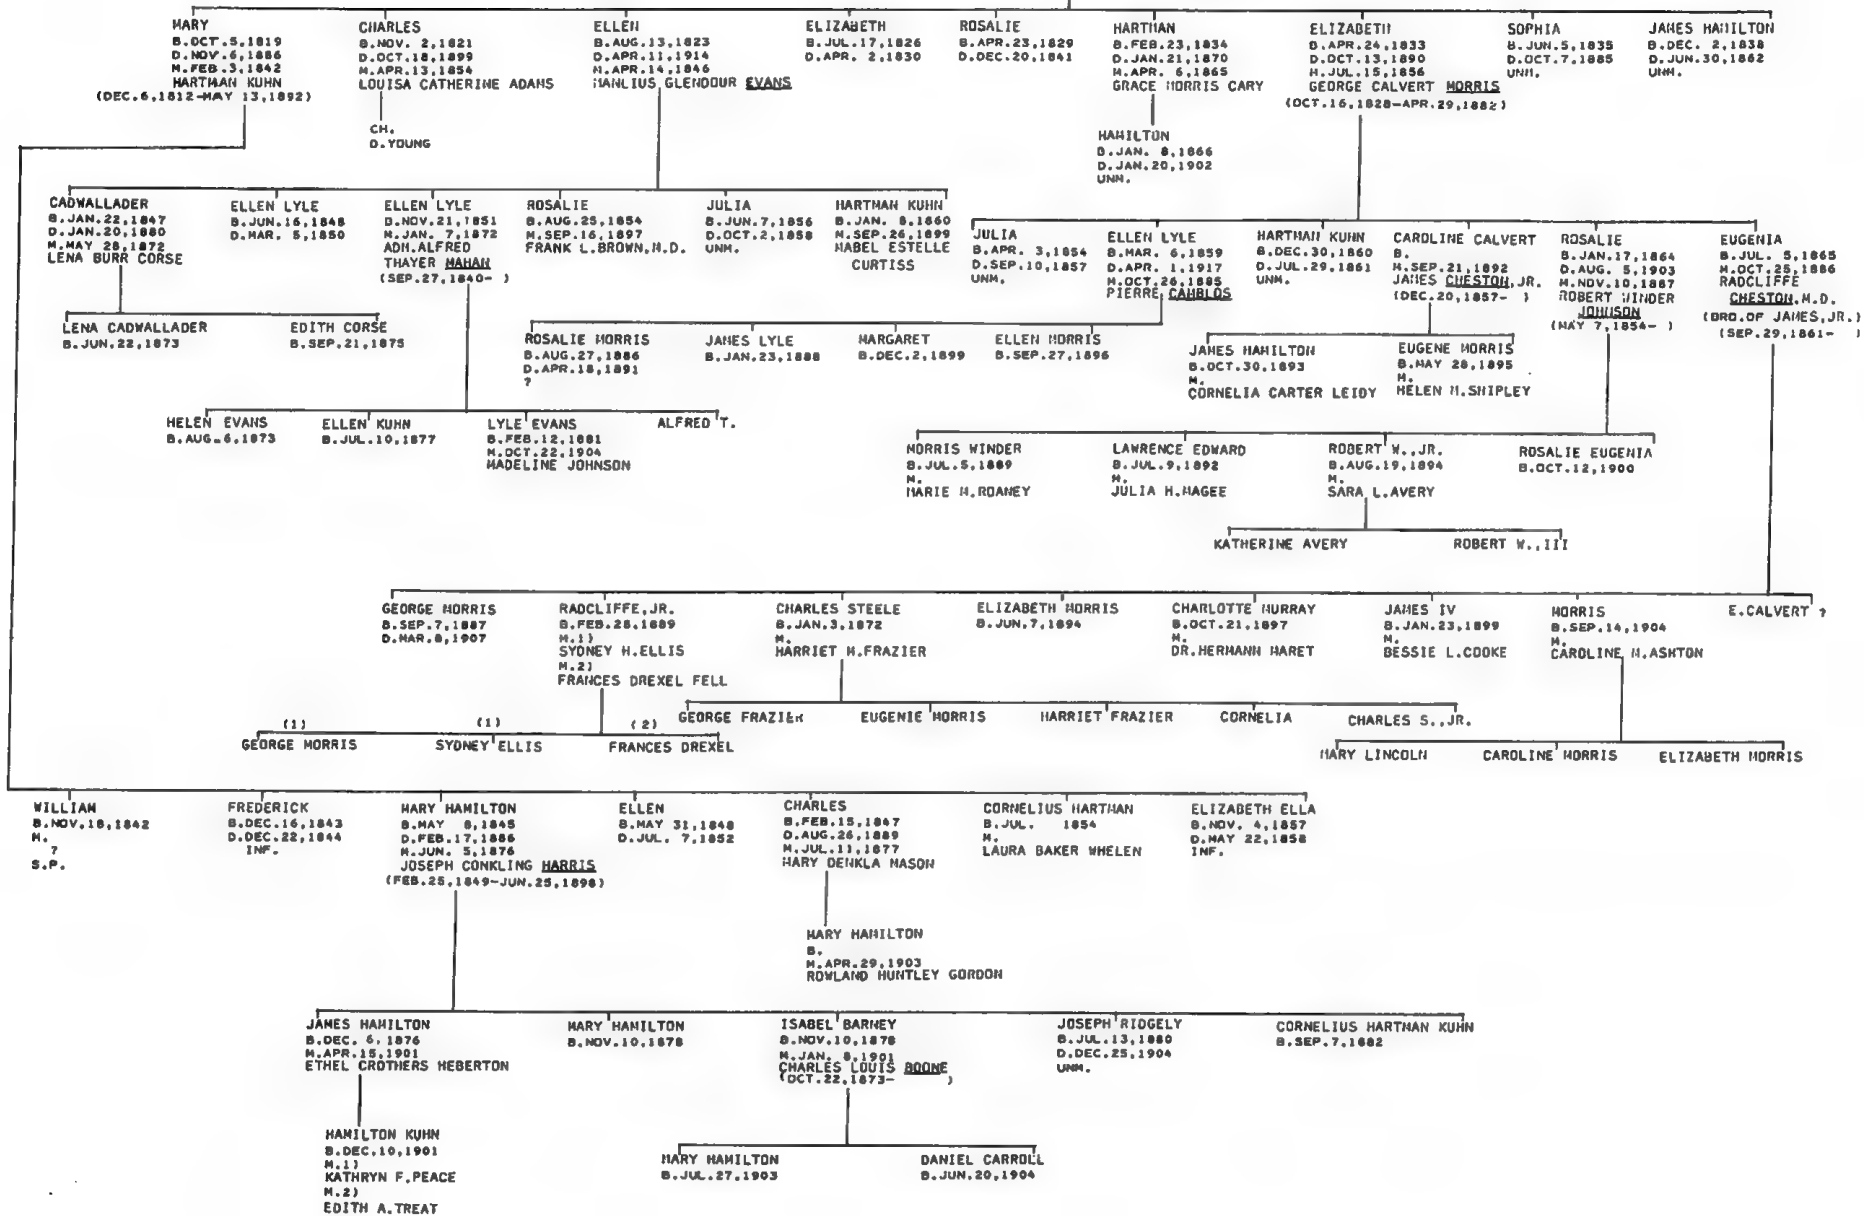 MARY
B.OCT.5,1819
D.NOV.6,1886
M.FEB.3,1842
HARTMAN KUHN
(DEC.6,1812-MAY 13,1892)
CHARLES
B.NOV. 2,1821
D.OCT.18,1899
M.APR.13,1854
LOUISA CATHERINE ADAMS
ELLEN
B.AUG.13,1823
D.APR.11,1914
M.APR.14,1846
MANLIUS GLENDOUR EVANS
ELIZABETH
B.JUL.17,1826
D.APR. 2,1830
ROSALIE
B.APR.23,1829
D.DEC.20,1841
HARTMAN
B.FEB.23,1834
D.JAN.21,1870
M.APR. 6,1865
GRACE MORRIS CARY
ELIZABETH
B.APR.24,1833
D.OCT.13,1890
M.JUL.15,1856
GEORGE CALVERT MORRIS
(OCT.16,1828-APR.29,1882)
SOPHIA
B.JUN.5,1835
D.OCT.7,1885
UNM.
JAMES HAMILTON
B.DEC. 2,1838
D.JUN.30,1862
UNM.
CH.
D.YOUNG
HAMILTON
B.JAN. 8,1866
D.JAN.20,1902
UNM.
CADWALLADER
B.JAN.22,1847
D.JAN.20,1880
M.MAY 28,1872
LENA BURR CORSE
ELLEN LYLE
B.JUN.16,1848
D.MAR. 5,1850
ELLEN LYLE
B.NOV.21,1851
M.JAN. 7,1872
ADM.ALFRED
THAYER MAHAN
(SEP.27,1840- )
ROSALIE
B.AUG.25,1854
M.SEP.16,1897
FRANK L.BROWN,M.D.
JULIA
B.JUN.7,1856
D.OCT.2,1858
UNM.
HARTMAN KUHN
B.JAN. 8,1860
M.SEP.26,1899
MABEL ESTELLE
CURTISS
JULIA
B.APR. 3,1854
D.SEP.10,1857
UNM.
ELLEN LYLE
B.MAR. 6,1859
D.APR. 1,1917
M.OCT.26,1885
PIERRE CAMBLOS
HARTMAN KUHN
B.DEC.30,1860
D.JUL.29,1861
UNM.
CAROLINE CALVERT
B.
M.SEP.21,1892
JAMES CHESTON,JR.
(DEC.20,1857- )
ROSALIE
B.JAN.17,1864
D.AUG. 5,1903
M.NOV.10,1887
ROBERT WINDER
JOHNSON
(MAY 7,1854- )
EUGENIA
B.JUL. 5,1865
M.OCT.25,1886
RADCLIFFE
CHESTON,M.D.
(BRO.OF JAMES,JR.)
(SEP.29,1861- )
LENA CADWALLADER
B.JUN.22,1873
EDITH CORSE
B.SEP.21,1875
ROSALIE MORRIS
B.AUG.27,1886
D.APR.18,1891
?
JAMES LYLE
B.JAN.23,1888
MARGARET
B.DEC.2,1899
ELLEN MORRIS
B.SEP.27,1896
JAMES HAMILTON
B.OCT.30,1893
M.
CORNELIA CARTER LEIDY
EUGENE MORRIS
B.MAY 28,1895
M.
HELEN M.SHIPLEY
HELEN EVANS
B.AUG.6,1873
ELLEN KUHN
B.JUL.10,1877
LYLE EVANS
B.FEB.12,1881
M.OCT.22,1904
MADELINE JOHNSON
ALFRED T.
MORRIS WINDER
B.JUL.5,1889
M.
MARIE M.ROANEY
LAWRENCE EDWARD
B.JUL.9,1892
M.
JULIA H.MAGEE
ROBERT W.,JR.
B.AUG.19,1894
M.
SARA L.AVERY
ROSALIE EUGENIA
B.OCT.12,1900
KATHERINE AVERY
ROBERT W.,III
GEORGE MORRIS
B.SEP.7,1887
D.MAR.8,1907
RADCLIFFE,JR.
B.FEB.28,1889
M.1)
SYDNEY H.ELLIS
M.2)
FRANCES DREXEL FELL
CHARLES STEELE
B.JAN.3,1872
M.
HARRIET M.FRAZIER
ELIZABETH MORRIS
B.JUN.7,1894
CHARLOTTE MURRAY
B.OCT.21,1897
M.
DR.HERMANN MARET
JAMES IV
B.JAN.23,1899
M.
BESSIE L.COOKE
MORRIS
B.SEP.14,1904
M.
CAROLINE M.ASHTON
E.CALVERT ?
(1)
GEORGE MORRIS
(1)
SYDNEY ELLIS
(2)
FRANCES DREXEL
GEORGE FRAZIER
EUGENIE MORRIS
HARRIET FRAZIER
CORNELIA
CHARLES S.,JR.
MARY LINCOLN
CAROLINE MORRIS
ELIZABETH MORRIS
WILLIAM
B.NOV.18,1842
M.
?
S.P.
FREDERICK
B.DEC.16,1843
D.DEC.22,1844
INF.
MARY HAMILTON
B.MAY 8,1845
D.FEB.17,1886
M.JUN. 5,1876
JOSEPH CONKLING HARRIS
(FEB.25,1849-JUN.25,1898)
ELLEN
B.MAY 31,1848
D.JUL. 7,1852
CHARLES
B.FEB.15,1847
D.AUG.26,1889
M.JUL.11,1877
MARY DENKLA MASON
CORNELIUS HARTMAN
B.JUL. 1854
M.
LAURA BAKER WHELEN
ELIZABETH ELLA
B.NOV. 4,1857
D.MAY 22,1858
INF.
MARY HAMILTON
B.
M.APR.29,1903
ROWLAND HUNTLEY GORDON
JAMES HAMILTON
B.DEC. 6,1876
M.APR.15,1901
ETHEL CROTHERS HEBERTON
MARY HAMILTON
B.NOV.10,1878
ISABEL BARNEY
B.NOV.10,1878
M.JAN. 8,1901
CHARLES LOUIS BOONE
(OCT.22,1873- )
JOSEPH RIDGELY
B.JUL.13,1880
D.DEC.25,1904
UNM.
CORNELIUS HARTMAN KUHN
B.SEP.7,1882
HAMILTON KUHN
B.DEC.10,1901
M.1)
KATHRYN F.PEACE
M.2)
EDITH A.TREAT
MARY HAMILTON
B.JUL.27,1903
DANIEL CARROLL
B.JUN.20,1904